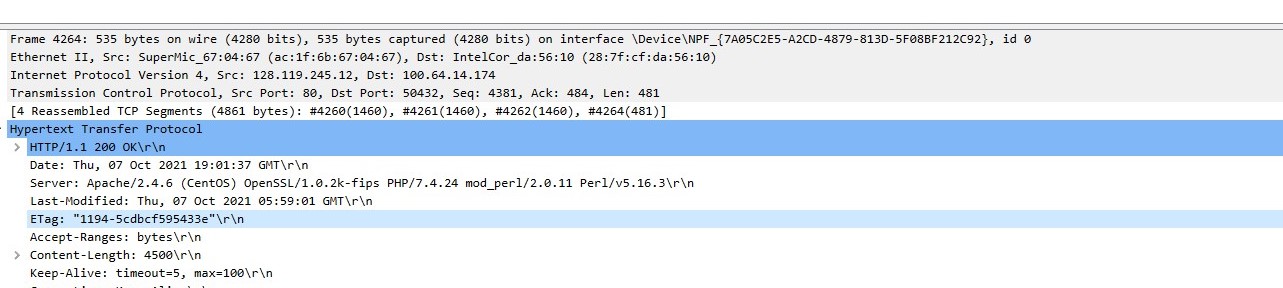 Frame 4264: 535 bytes on wire (4280 bits), 535 bytes captured (4280 bits) on interface \Device\NPF_{7A05C2E5-A2CD-4879-813D-5F08BF212C92}, id 0
Ethernet II, Src: SuperMic_67:04:67 (ac:1f:6b:67:04:67), Dst: IntelCor_da:56:10 (28:7f:cf:da:56:10)
Internet Protocol Version 4, Src: 128.119.245.12, Dst: 100.64.14.174
Transmission Control Protocol, Src Port: 80, Dst Port: 50432, Seq: 4381, Ack: 484, Len: 481
[4 Reassembled TCP Segments (4861 bytes): #4260(1460), #4261(1460), #4262(1460), #4264(481)]
Hypertext Transfer Protocol
HTTP/1.1 200 OK\r\n
Date: Thu, 07 Oct 2021 19:01:37 GMT\r\n
Server: Apache/2.4.6 (CentOS) OpenSSL/1.0.2k-fips PHP/7.4.24 mod_perl/2.0.11 Perl/v5.16.3\r\n
Last-Modified: Thu, 07 Oct 2021 05:59:01 GMT\r\n
ETag: "1194-5cdbcf595433e"\r\n
Accept-Ranges: bytes\r\n
Content-Length: 4500\r\n
Keep-Alive: timeout=5, max=100\r\n